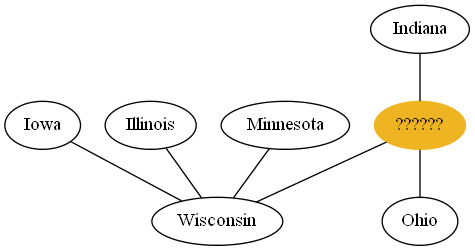 Indiana
Iowa
Illinois
Minnesota
??????
Wisconsin
Ohio